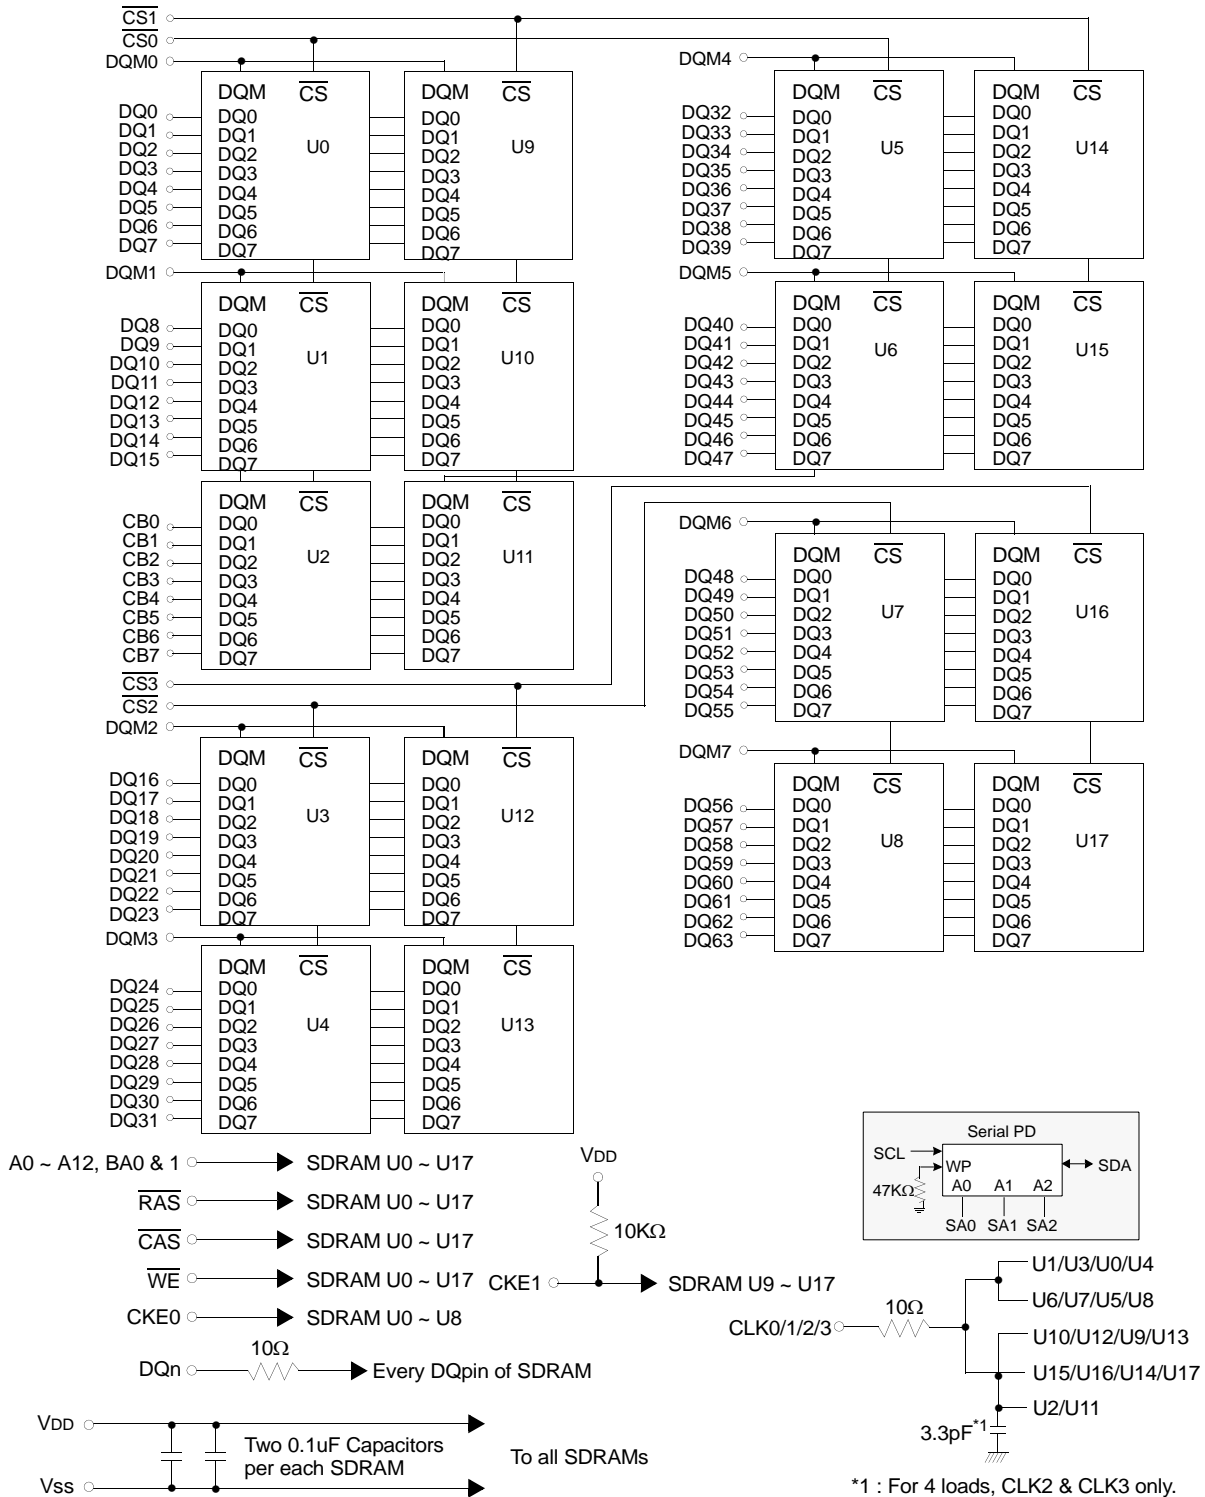 CS1
CS0
DQM0
DQM CS
DQ0 DQ0
DQ1 DQ1
DQ2 DQ2
DQ3 DQ3
DQ4 DQ4
DQ5 DQ5
DQ6 DQ6
DQ7 DQ7
U0
DQM CS
DQ0
DQ1
DQ2
DQ3
DQ4
DQ5
DQ6
DQ7
U9
DQM1
DQM CS
DQ8 DQ0
DQ9 DQ1
DQ10 DQ2
DQ11 DQ3
DQ12 DQ4
DQ13 DQ5
DQ14 DQ6
DQ15 DQ7
U1
DQM CS
DQ0
DQ1
DQ2
DQ3
DQ4
DQ5
DQ6
DQ7
U10
DQM CS
CB0 DQ0
CB1 DQ1
CB2 DQ2
CB3 DQ3
CB4 DQ4
CB5 DQ5
CB6 DQ6
CB7 DQ7
U2
DQM CS
DQ0
DQ1
DQ2
DQ3
DQ4
DQ5
DQ6
DQ7
U11
CS3
CS2
DQM2
DQM CS
DQ16 DQ0
DQ17 DQ1
DQ18 DQ2
DQ19 DQ3
DQ20 DQ4
DQ21 DQ5
DQ22 DQ6
DQ23 DQ7
U3
DQM CS
DQ0
DQ1
DQ2
DQ3
DQ4
DQ5
DQ6
DQ7
U12
DQM3
DQM CS
DQ24 DQ0
DQ25 DQ1
DQ26 DQ2
DQ27 DQ3
DQ28 DQ4
DQ29 DQ5
DQ30 DQ6
DQ31 DQ7
U4
DQM CS
DQ0
DQ1
DQ2
DQ3
DQ4
DQ5
DQ6
DQ7
U13
DQM4
DQM CS
DQ32 DQ0
DQ33 DQ1
DQ34 DQ2
DQ35 DQ3
DQ36 DQ4
DQ37 DQ5
DQ38 DQ6
DQ39 DQ7
U5
DQM CS
DQ0
DQ1
DQ2
DQ3
DQ4
DQ5
DQ6
DQ7
U14
DQM5
DQM CS
DQ40 DQ0
DQ41 DQ1
DQ42 DQ2
DQ43 DQ3
DQ44 DQ4
DQ45 DQ5
DQ46 DQ6
DQ47 DQ7
U6
DQM CS
DQ0
DQ1
DQ2
DQ3
DQ4
DQ5
DQ6
DQ7
U15
DQM6
DQM CS
DQ48 DQ0
DQ49 DQ1
DQ50 DQ2
DQ51 DQ3
DQ52 DQ4
DQ53 DQ5
DQ54 DQ6
DQ55 DQ7
U7
DQM CS
DQ0
DQ1
DQ2
DQ3
DQ4
DQ5
DQ6
DQ7
U16
DQM7
DQM CS
DQ56 DQ0
DQ57 DQ1
DQ58 DQ2
DQ59 DQ3
DQ60 DQ4
DQ61 DQ5
DQ62 DQ6
DQ63 DQ7
U8
DQM CS
DQ0
DQ1
DQ2
DQ3
DQ4
DQ5
DQ6
DQ7
U17
A0 ~ A12, BA0 & 1 SDRAM U0 ~ U17
RAS SDRAM U0 ~ U17
CAS SDRAM U0 ~ U17
WE SDRAM U0 ~ U17
CKE0 SDRAM U0 ~ U8
VDD
10KΩ
CKE1 SDRAM U9 ~ U17
DQn 10Ω Every DQpin of SDRAM
VDD
Two 0.1uF Capacitors
per each SDRAM
To all SDRAMs
Vss
Serial PD
SCL
WP
SDA
47KΩ
A0 A1 A2
SA0 SA1 SA2
CLK0/1/2/3
10Ω
U1/U3/U0/U4
U6/U7/U5/U8
U10/U12/U9/U13
U15/U16/U14/U17
U2/U11
3.3pF*1
*1 : For 4 loads, CLK2 & CLK3 only.